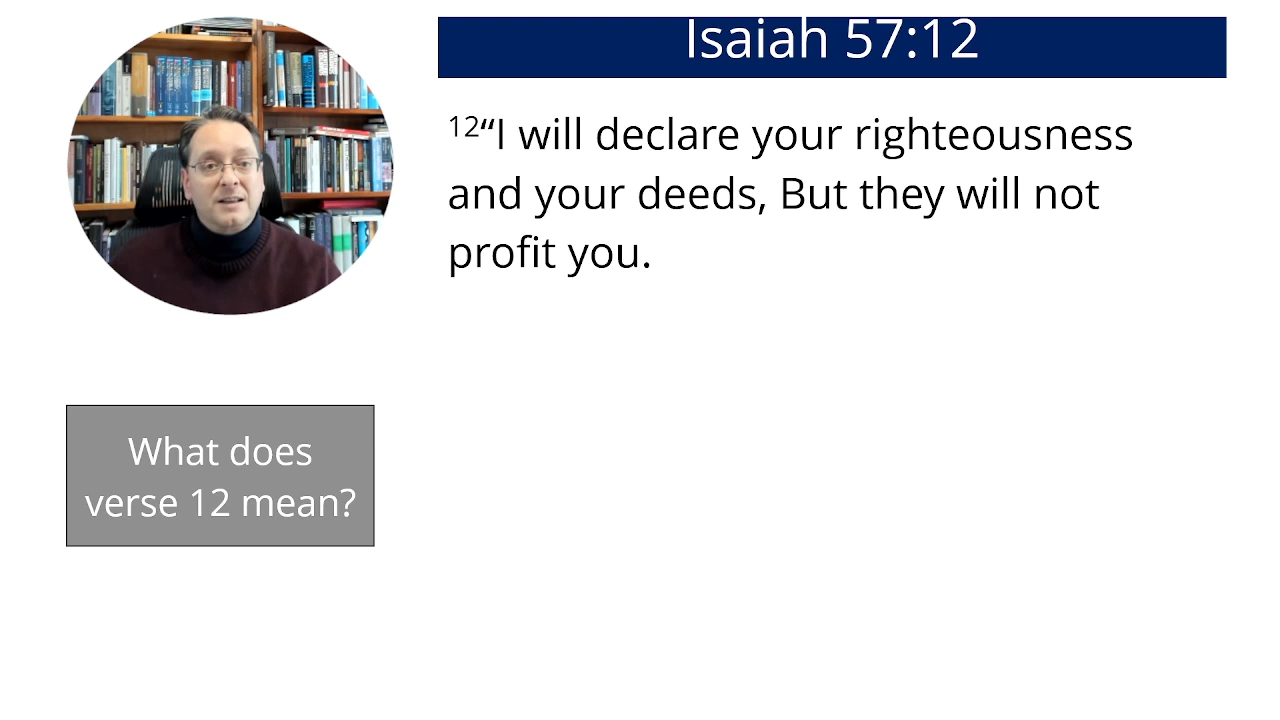 Isaiah 57:12
12“I will declare your righteousness
and your deeds, But they will not
profit you.
What does
verse 12 mean?